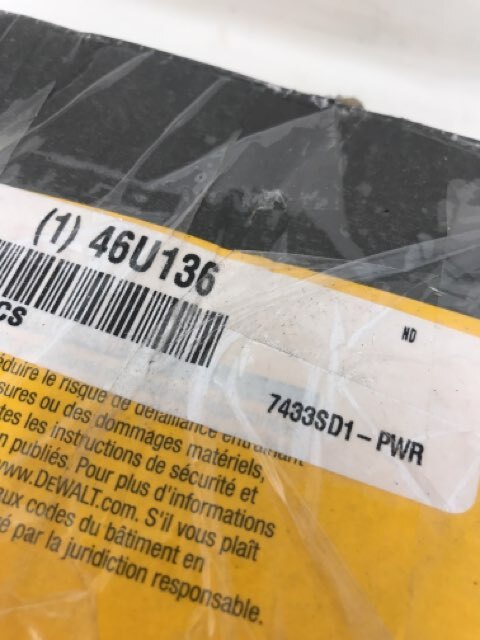 (1) 46U136
CS
ND
7433SD1-PWR
éduire le risque de défaillance entraînant
sures ou des dommages matériels,
tes les instructions de sécurité et
n publiés. Pour plus d'informations
www.DEWALT.com. S'il vous plaît
aux codes du bâtiment en
é par la juridiction responsable.